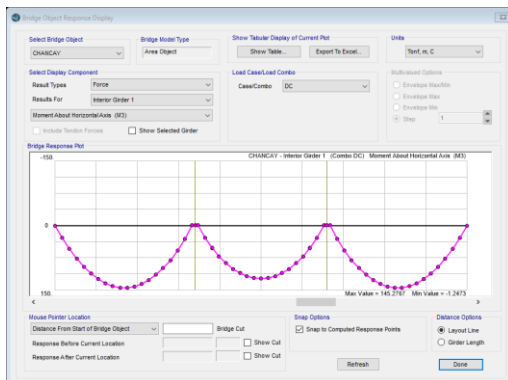 Bridge Object Response Display
Select Bridge Object
CHANCAY
Bridge Model Type
Area Object
Show Tabular Display of Current Plot
Show Table...
Export To Excel...
Units
Tonf, m, C
Select Display Component
Result Types
Force
Results For
Interior Girder 1
Moment About Horizontal Axis (M3)
Include Tendon Forces
Show Selected Girder
Load Case/Load Combo
Case/Combo
DC
Multivalued Options
Envelope Max/Min
Envelope Max
Envelope Min
Step
1
Bridge Response Plot
-150.
CHANCAY - Interior Girder 1 (Combo DC) Moment About Horizontal Axis (M3)
0
150.
Max Value = 145.2767 Min Value = -1.2473
Mouse Pointer Location
Distance From Start of Bridge Object
Bridge Cut
Response Before Current Location
Show Cut
Response After Current Location
Show Cut
Snap Options
Snap to Computed Response Points
Distance Options
Layout Line
Girder Length
Refresh
Done